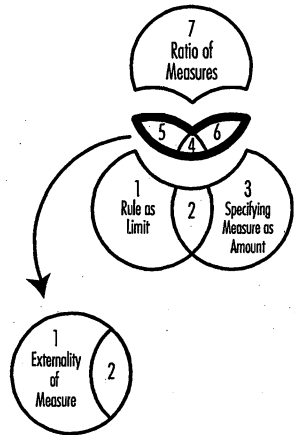 7
Ratio of
Measures
5
4
6
1
Rule as
Limit
2
3
Specifying
Measure as
Amount
1
Externality
of
Measure
2